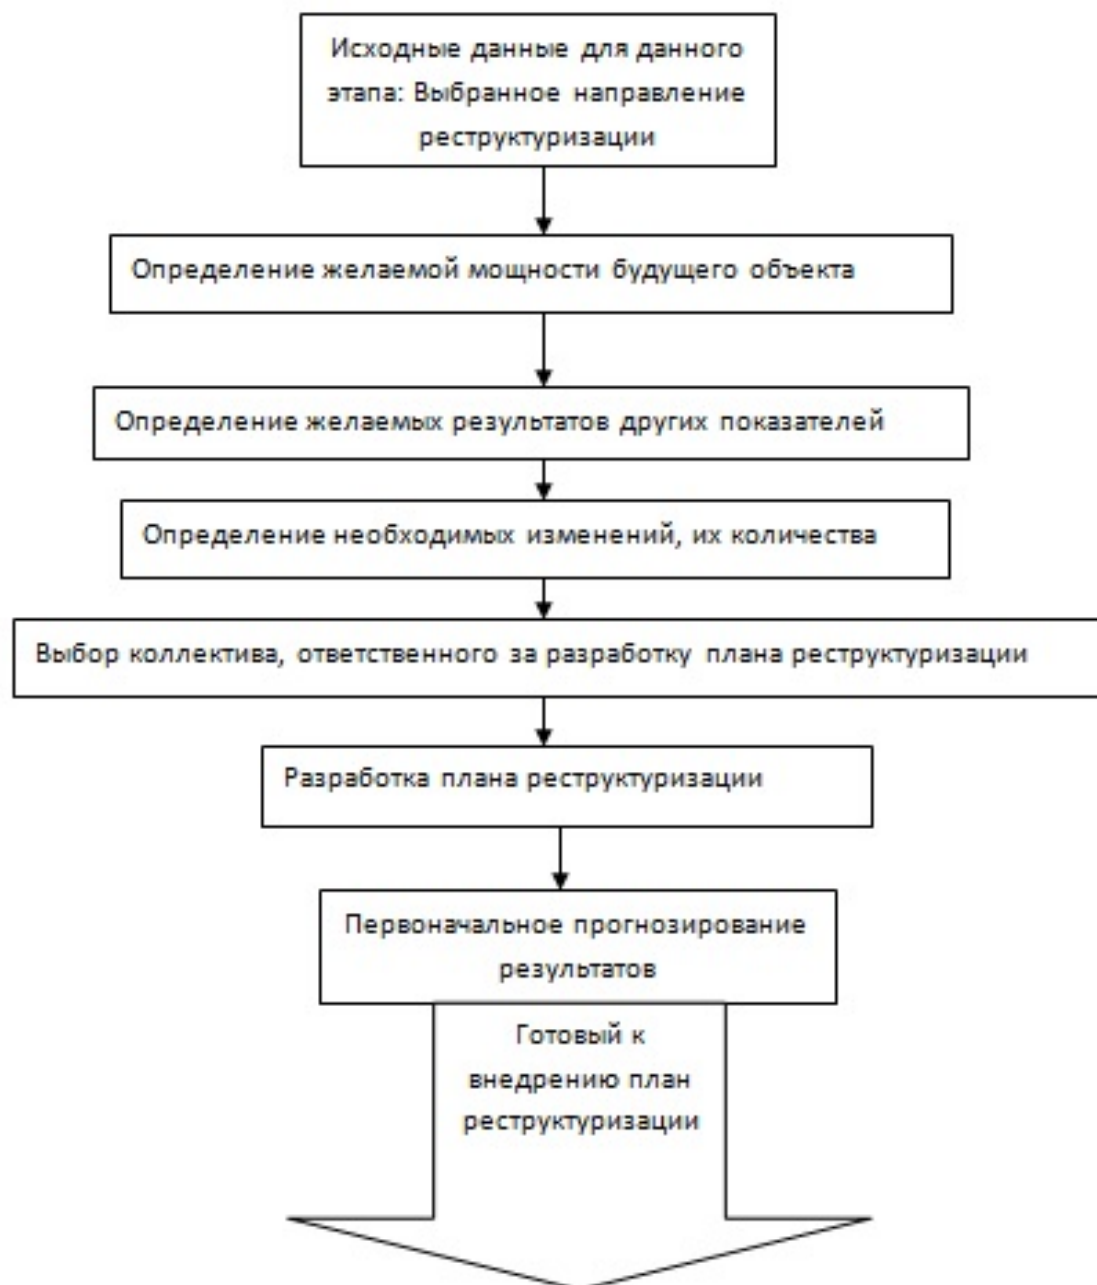 Исходные данные для данного
этапа: Выбранное направление
реструктуризации
Определение желаемой мощности будущего объекта
Определение желаемых результатов других показателей
Определение необходимых изменений, их количества
Выбор коллектива, ответственного за разработку плана реструктуризации
Разработка плана реструктуризации
Первоначальное прогнозирование
результатов
Готовый к
внедрению план
реструктуризации